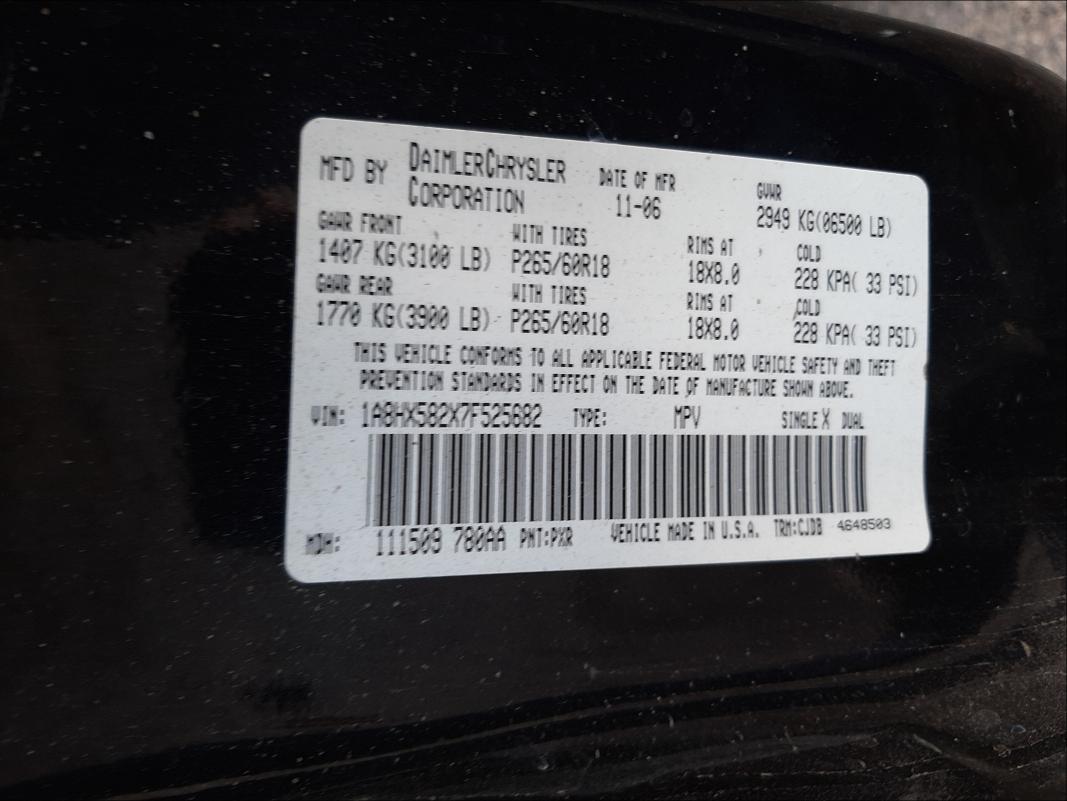 MFD BY DAIMLERCHRYSLER CORPORATION DATE OF MFR 11-06 GVWR 2949 KG(06500 LB)
GAWR FRONT WITH TIRES RIMS AT COLD
1407 KG(3100 LB) P265/60R18 18X8.0 228 KPA( 33 PSI)
GAWR REAR WITH TIRES RIMS AT COLD
1770 KG(3900 LB) P265/60R18 18X8.0 228 KPA( 33 PSI)
THIS VEHICLE CONFORMS TO ALL APPLICABLE FEDERAL MOTOR VEHICLE SAFETY AND THEFT
PREVENTION STANDARDS IN EFFECT ON THE DATE OF MANUFACTURE SHOWN ABOVE.
VIN: 1A8HX582X7F525682 TYPE: MPV SINGLE X DUAL
MDH: 111509 780AA PNT:PXR VEHICLE MADE IN U.S.A. TRM:CJDB 4648503